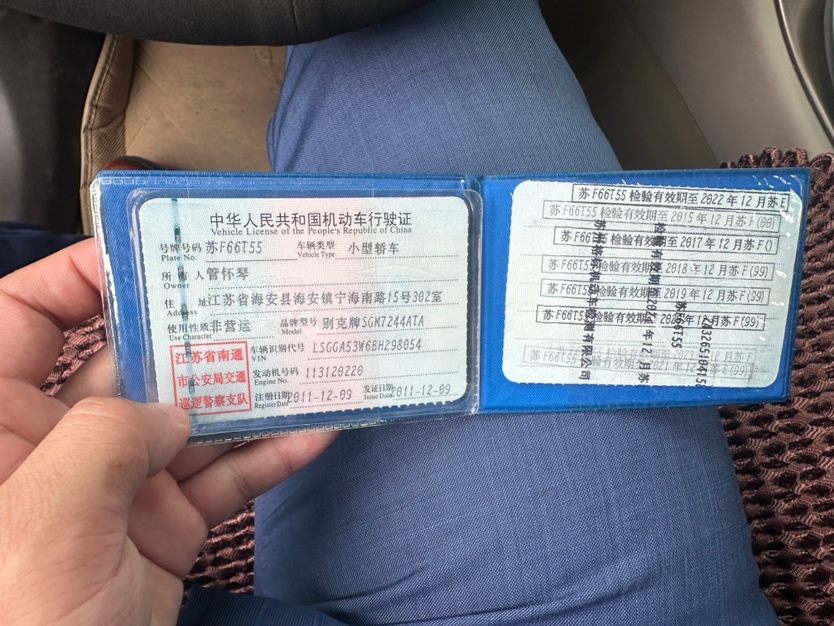 中华人民共和国机动车行驶证
Vehicle License of the People's Republic of China
号牌号码 苏F66T55 车辆类型 小型轿车
Plate No. Vehicle Type
所有人 管怀琴
Owner
住址 江苏省海安县海安镇宁海南路15号302室
Address
使用性质 非营运 品牌型号 别克牌SGM7244ATA
Use Character Model
江苏省南通
市公安局交通
巡逻警察支队
车辆识别代号 LSGGA53W6BH298054
VIN
发动机号码 113120220
Engine No.
注册日期 2011-12-09 发证日期 2011-12-09
Register Date Issue Date
苏F66T55 检验有效期至 2022年12月苏F
苏F66T55 检验有效期至 2015年12月苏F(00)
苏F66T55 检验有效期至 2017年12月苏F()
苏F66T55 2018年12月苏F(99)
苏F66T55 2019年12月苏F(99)
苏F66T55 检验有效期至 2020年12月苏F(99)